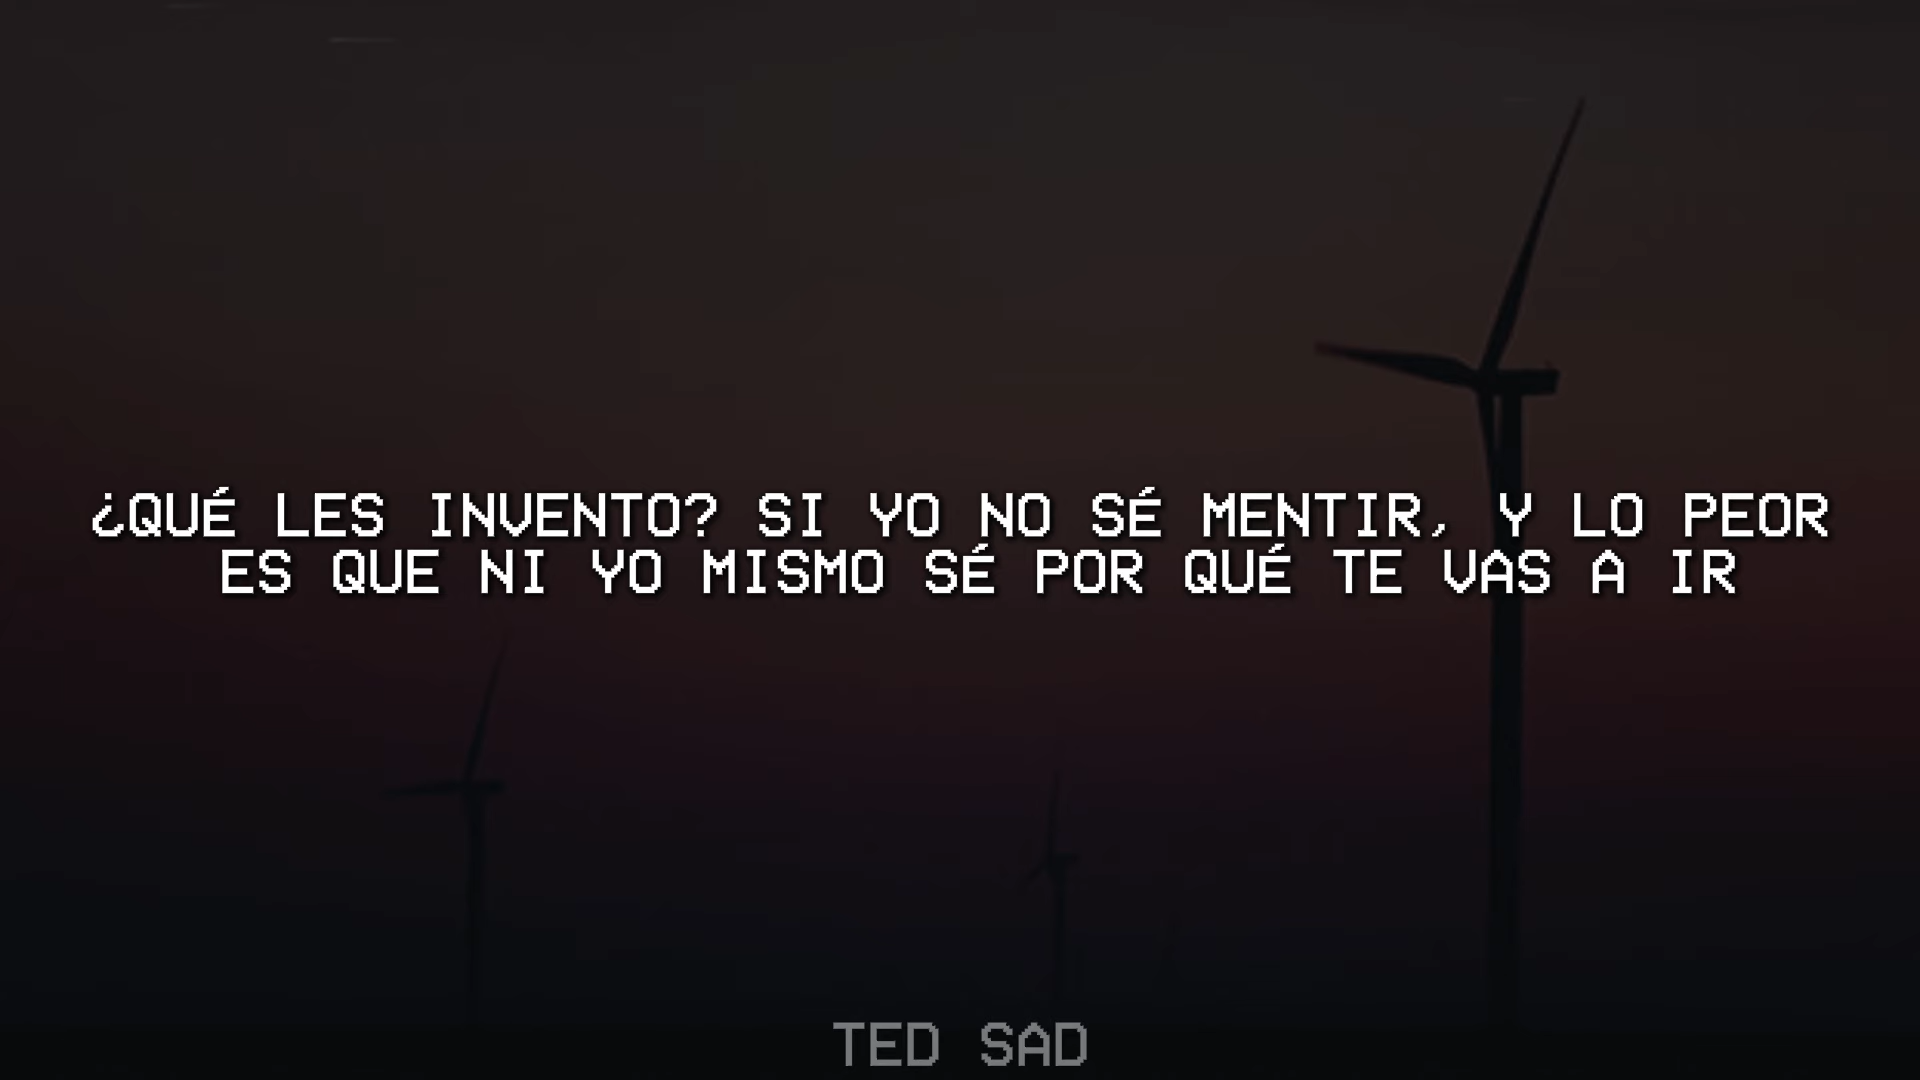 ¿QUÉ LES INVENTO? SI YO NO SÉ MENTIR, Y LO PEOR
ES QUE NI YO MISMO SÉ POR QUÉ TE VAS A IR
TED SAD